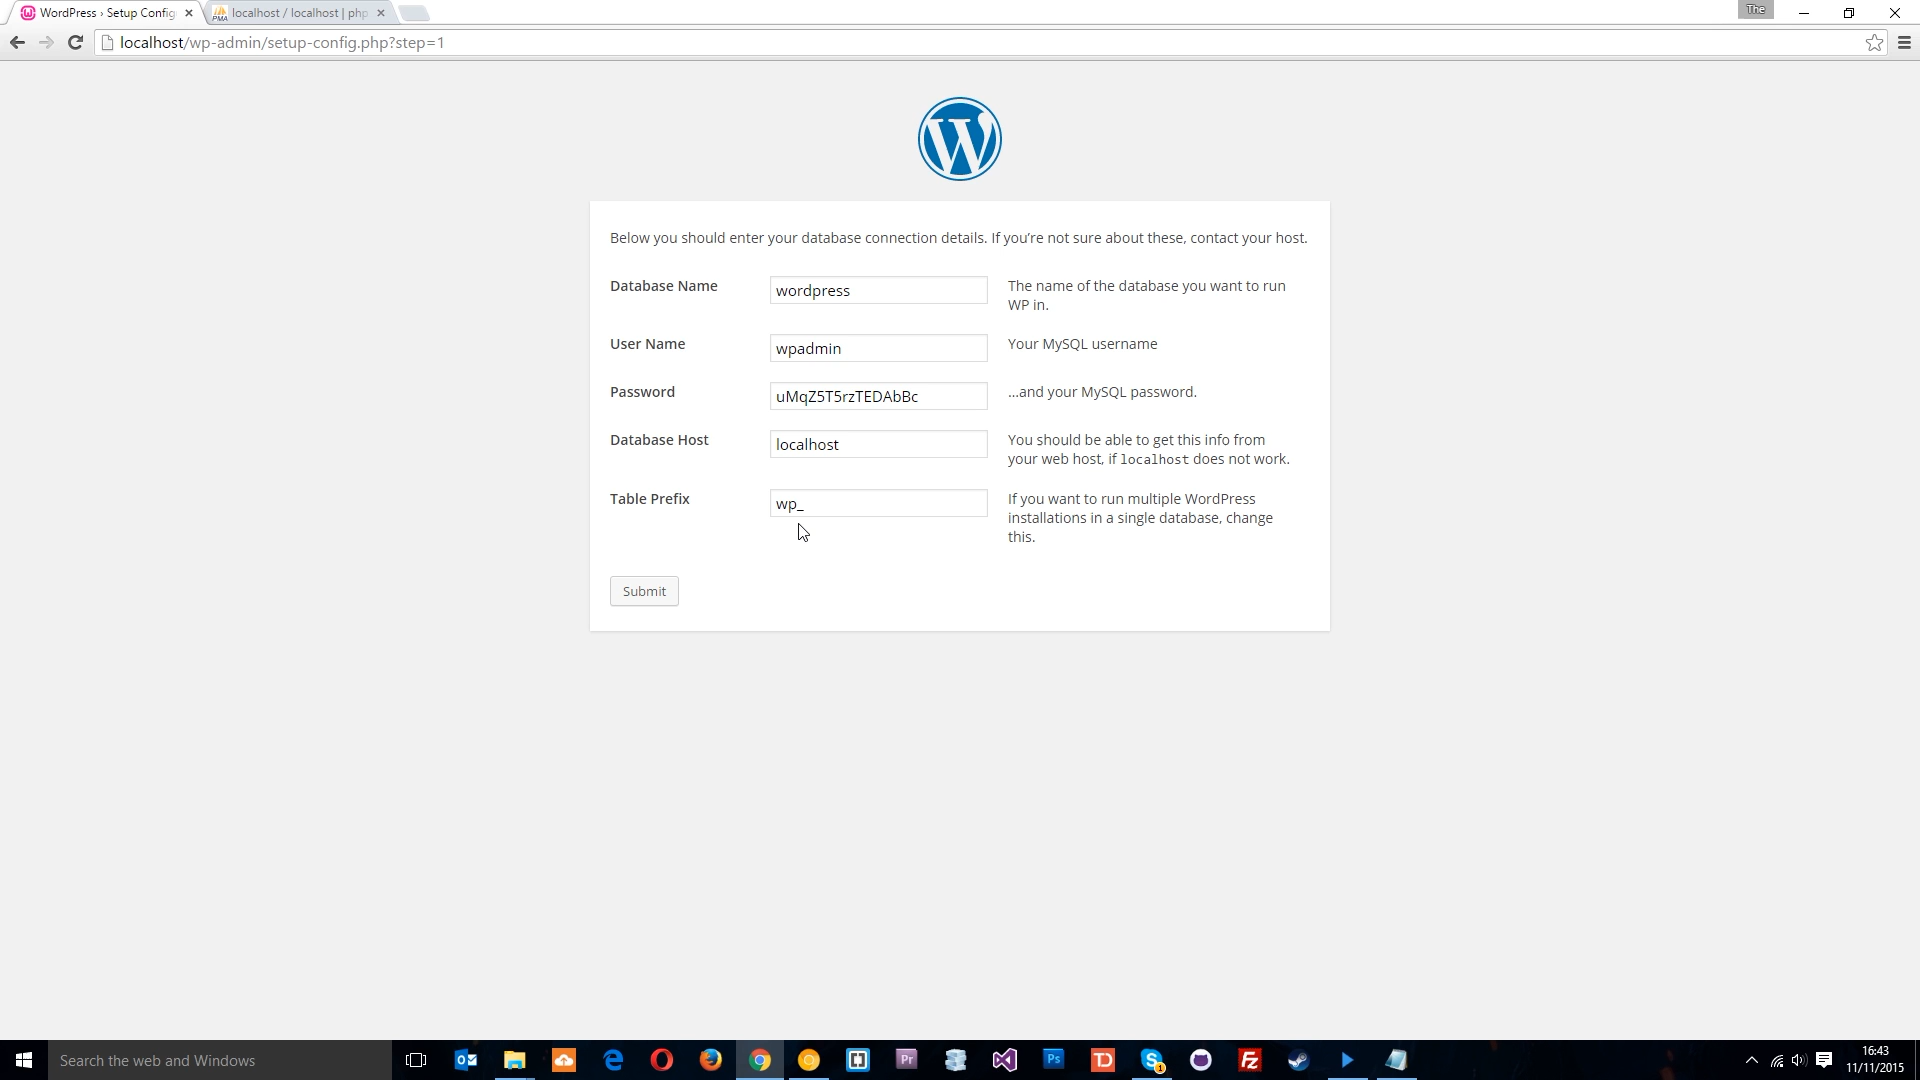 WordPress › Setup Config
localhost / localhost | php
The
localhost/wp-admin/setup-config.php?step=1
W
Below you should enter your database connection details. If you’re not sure about these, contact your host.
Database Name
wordpress
The name of the database you want to run
WP in.
User Name
wpadmin
Your MySQL username
Password
uMqZ5T5rzTEDAbBc
…and your MySQL password.
Database Host
localhost
You should be able to get this info from
your web host, if localhost does not work.
Table Prefix
wp_
If you want to run multiple WordPress
installations in a single database, change
this.
Submit
Search the web and Windows
Pr
Ps
TD
1
FZ
16:43
11/11/2015